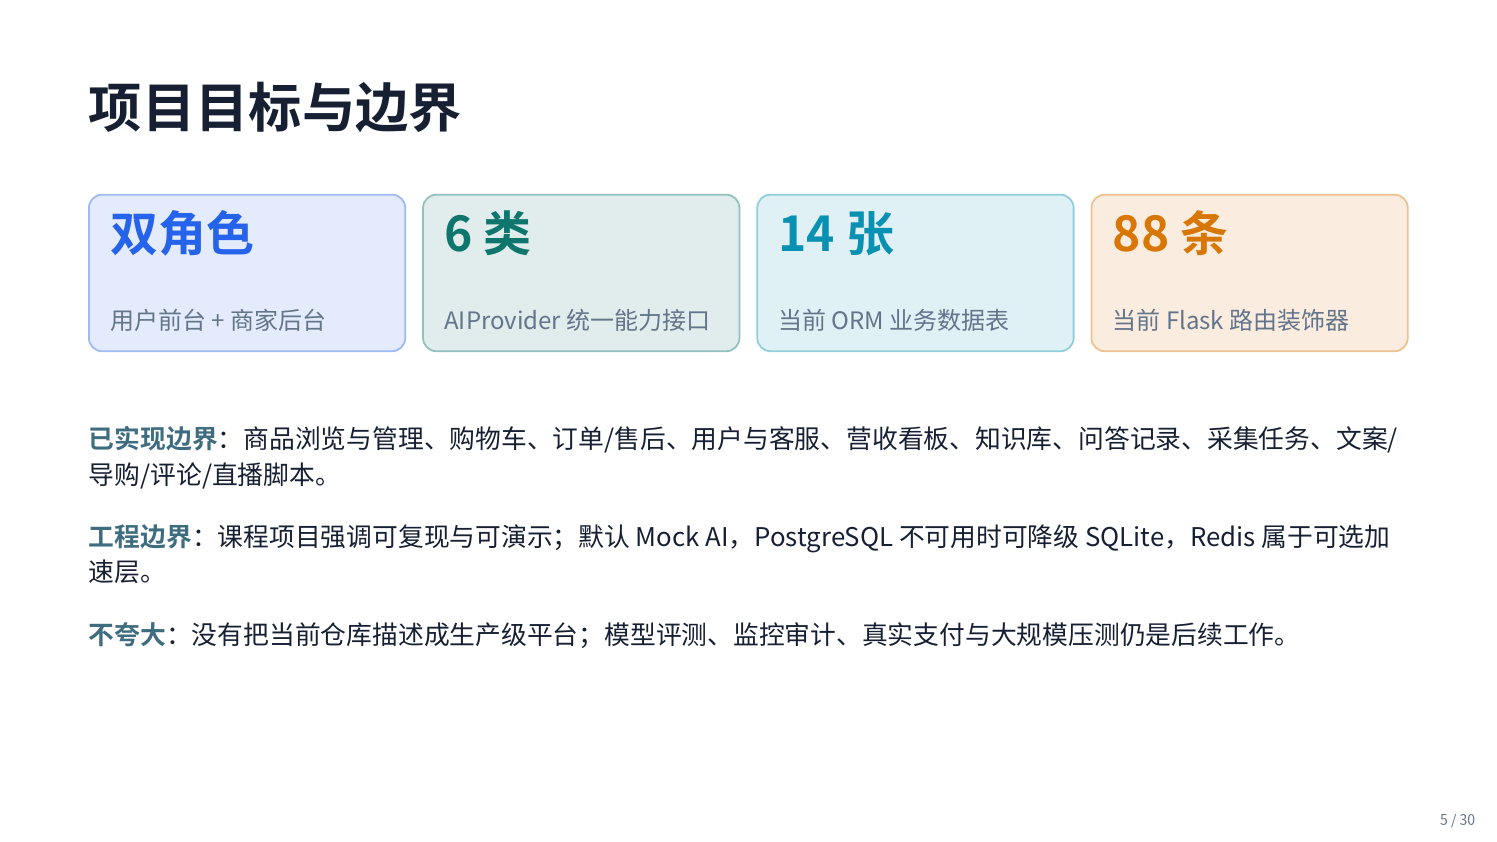 项目目标与边界
双角色
用户前台 + 商家后台
6 类
AIProvider 统一能力接口
14 张
当前 ORM 业务数据表
88 条
当前 Flask 路由装饰器
已实现边界：商品浏览与管理、购物车、订单/售后、用户与客服、营收看板、知识库、问答记录、采集任务、文案/
导购/评论/直播脚本。
工程边界：课程项目强调可复现与可演示；默认 Mock AI，PostgreSQL 不可用时可降级 SQLite，Redis 属于可选加
速层。
不夸大：没有把当前仓库描述成生产级平台；模型评测、监控审计、真实支付与大规模压测仍是后续工作。
5 / 30